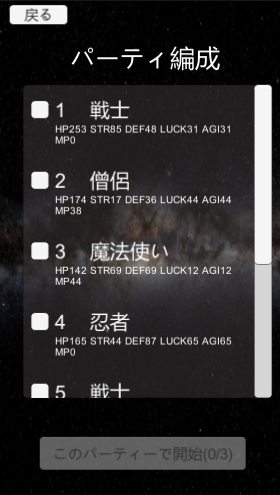 戻る
パーティ編成
1 戦士
HP253 STR85 DEF48 LUCK31 AGI31
MP0
2 僧侶
HP174 STR17 DEF36 LUCK44 AGI44
MP38
3 魔法使い
HP142 STR69 DEF69 LUCK12 AGI12
MP44
4 忍者
HP165 STR44 DEF87 LUCK65 AGI65
MP0
5 戦士
このパーティーで開始(0/3)